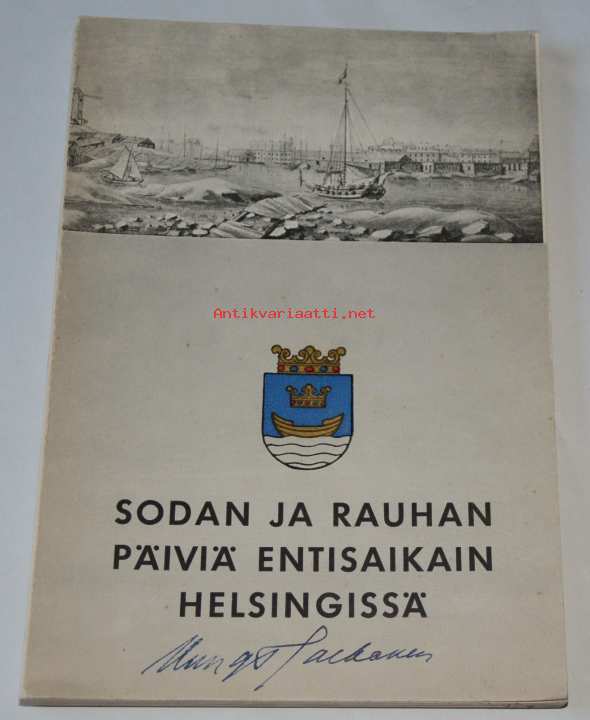 Antikvariaatti.net
SODAN JA RAUHAN
PÄIVIÄ ENTISAIKAIN
HELSINGISSÄ